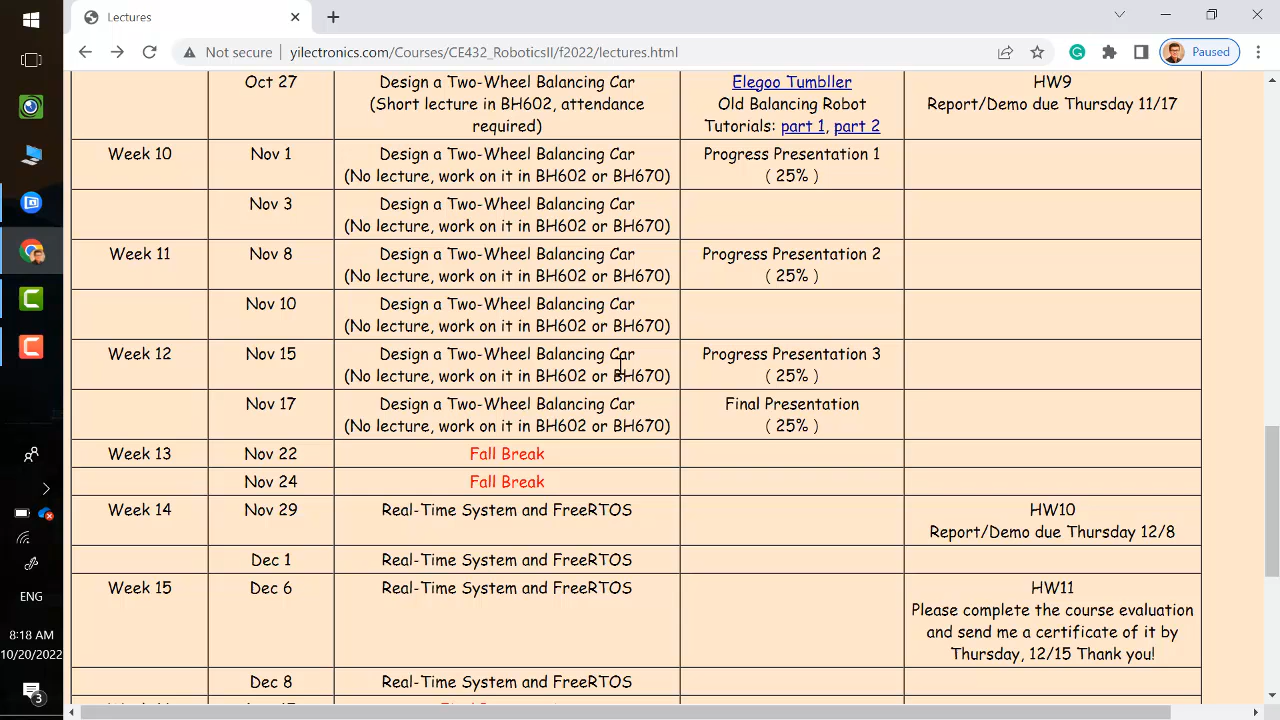 Lectures
Not secure yilectronics.com/Courses/CE432_RoboticsII/f2022/lectures.html
Paused
Oct 27
Design a Two-Wheel Balancing Car
(Short lecture in BH602, attendance
required)
Elegoo Tumbller
Old Balancing Robot
Tutorials: part 1, part 2
HW9
Report/Demo due Thursday 11/17
Week 10
Nov 1
Design a Two-Wheel Balancing Car
(No lecture, work on it in BH602 or BH670)
Progress Presentation 1
( 25% )
Nov 3
Design a Two-Wheel Balancing Car
(No lecture, work on it in BH602 or BH670)
Week 11
Nov 8
Design a Two-Wheel Balancing Car
(No lecture, work on it in BH602 or BH670)
Progress Presentation 2
( 25% )
Nov 10
Design a Two-Wheel Balancing Car
(No lecture, work on it in BH602 or BH670)
Week 12
Nov 15
Design a Two-Wheel Balancing Car
(No lecture, work on it in BH602 or BH670)
Progress Presentation 3
( 25% )
Nov 17
Design a Two-Wheel Balancing Car
(No lecture, work on it in BH602 or BH670)
Final Presentation
( 25% )
Week 13
Nov 22
Fall Break
Nov 24
Fall Break
Week 14
Nov 29
Real-Time System and FreeRTOS
HW10
Report/Demo due Thursday 12/8
Dec 1
Real-Time System and FreeRTOS
Week 15
Dec 6
Real-Time System and FreeRTOS
HW11
Please complete the course evaluation
and send me a certificate of it by
Thursday, 12/15 Thank you!
Dec 8
Real-Time System and FreeRTOS
ENG
8:18 AM
10/20/2022
3